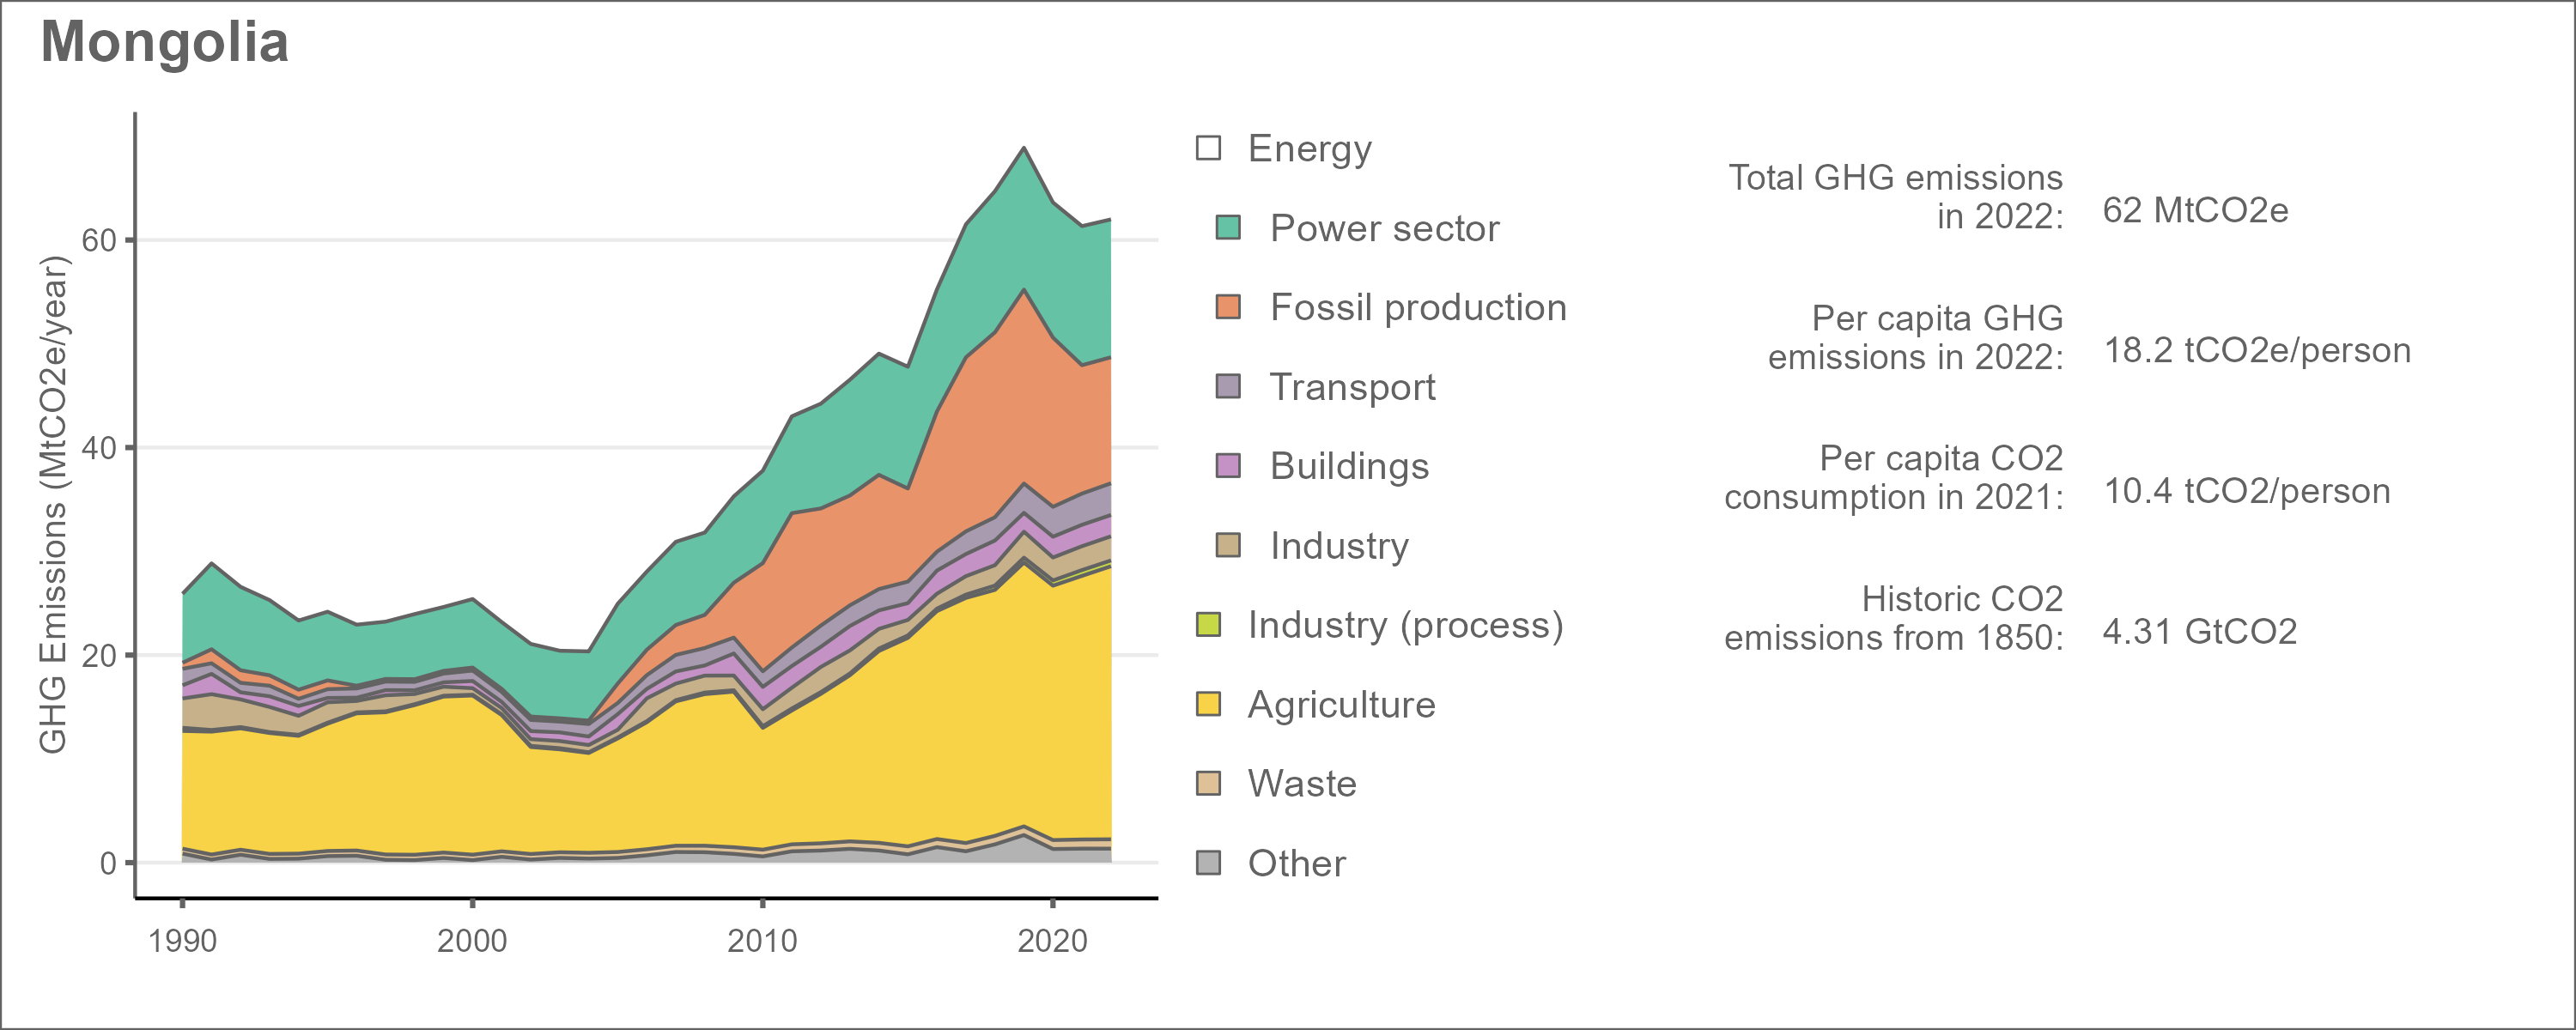 Mongolia
GHG Emissions (MtCO2e/year)
60
40
20
0
1990
2000
2010
2020
Energy
Power sector
Fossil production
Transport
Buildings
Industry
Industry (process)
Agriculture
Waste
Other
Total GHG emissions
in 2022:
62 MtCO2e
Per capita GHG
emissions in 2022:
18.2 tCO2e/person
Per capita CO2
consumption in 2021:
10.4 tCO2/person
Historic CO2
emissions from 1850:
4.31 GtCO2